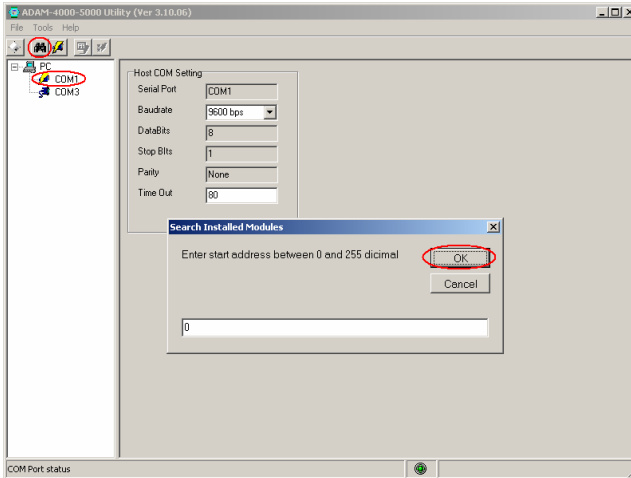 ADAM-4000-5000 Utility (Ver 3.10.06)
File Tools Help
PC
COM1
COM3
Host COM Setting
Serial Port COM1
Baudrate 9600 bps
DataBits 8
Stop BIts 1
Parity None
Time Out 80
Search Installed Modules
Enter start address between 0 and 255 dicimal
OK
Cancel
0
COM Port status